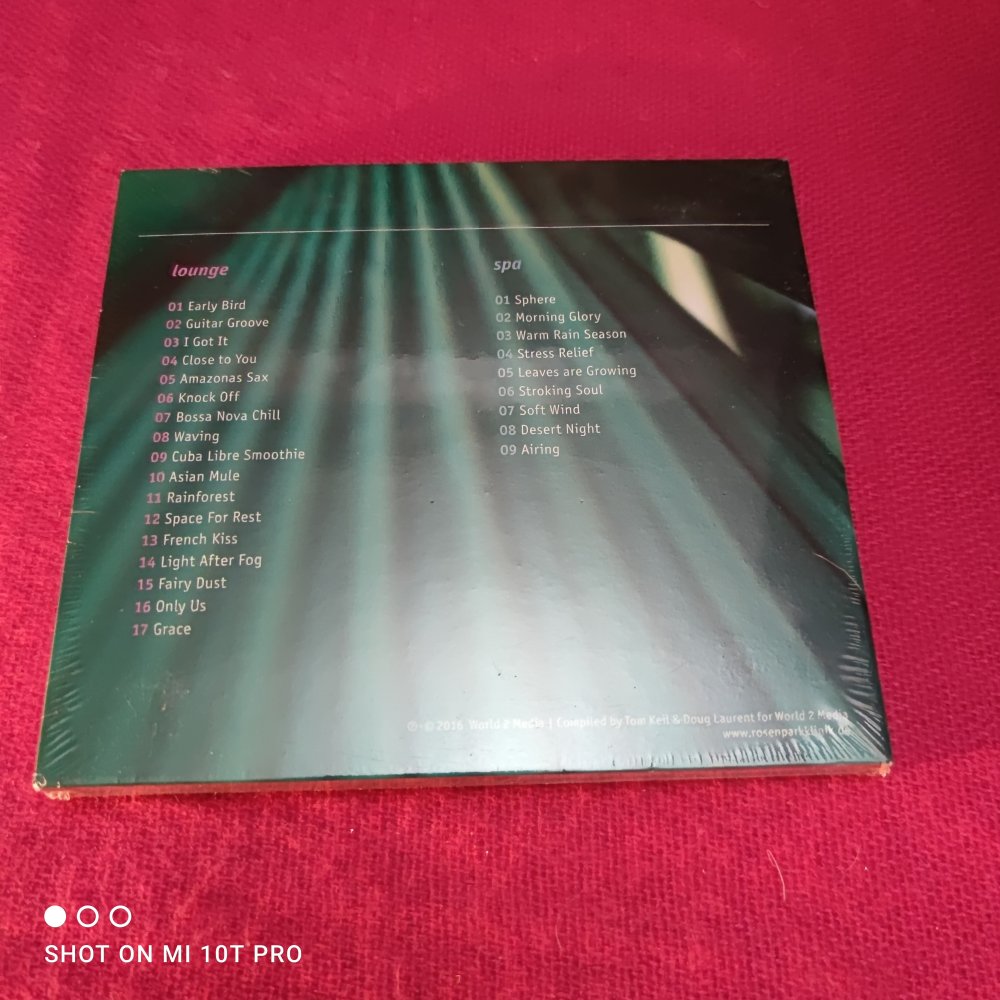 lounge
01 Early Bird
02 Guitar Groove
03 I Got It
04 Close to You
05 Amazonas Sax
06 Knock Off
07 Bossa Nova Chill
08 Waving
09 Cuba Libre Smoothie
10 Asian Mule
11 Rainforest
12 Space For Rest
13 French Kiss
14 Light After Fog
15 Fairy Dust
16 Only Us
17 Grace
spa
01 Sphere
02 Morning Glory
03 Warm Rain Season
04 Stress Relief
05 Leaves are Growing
06 Stroking Soul
07 Soft Wind
08 Desert Night
09 Airing
℗ + © 2016 World 2 Media | Compiled by Tom Keil & Doug Laurent for World 2 Media
www.rosenparkklinik.de
SHOT ON MI 10T PRO